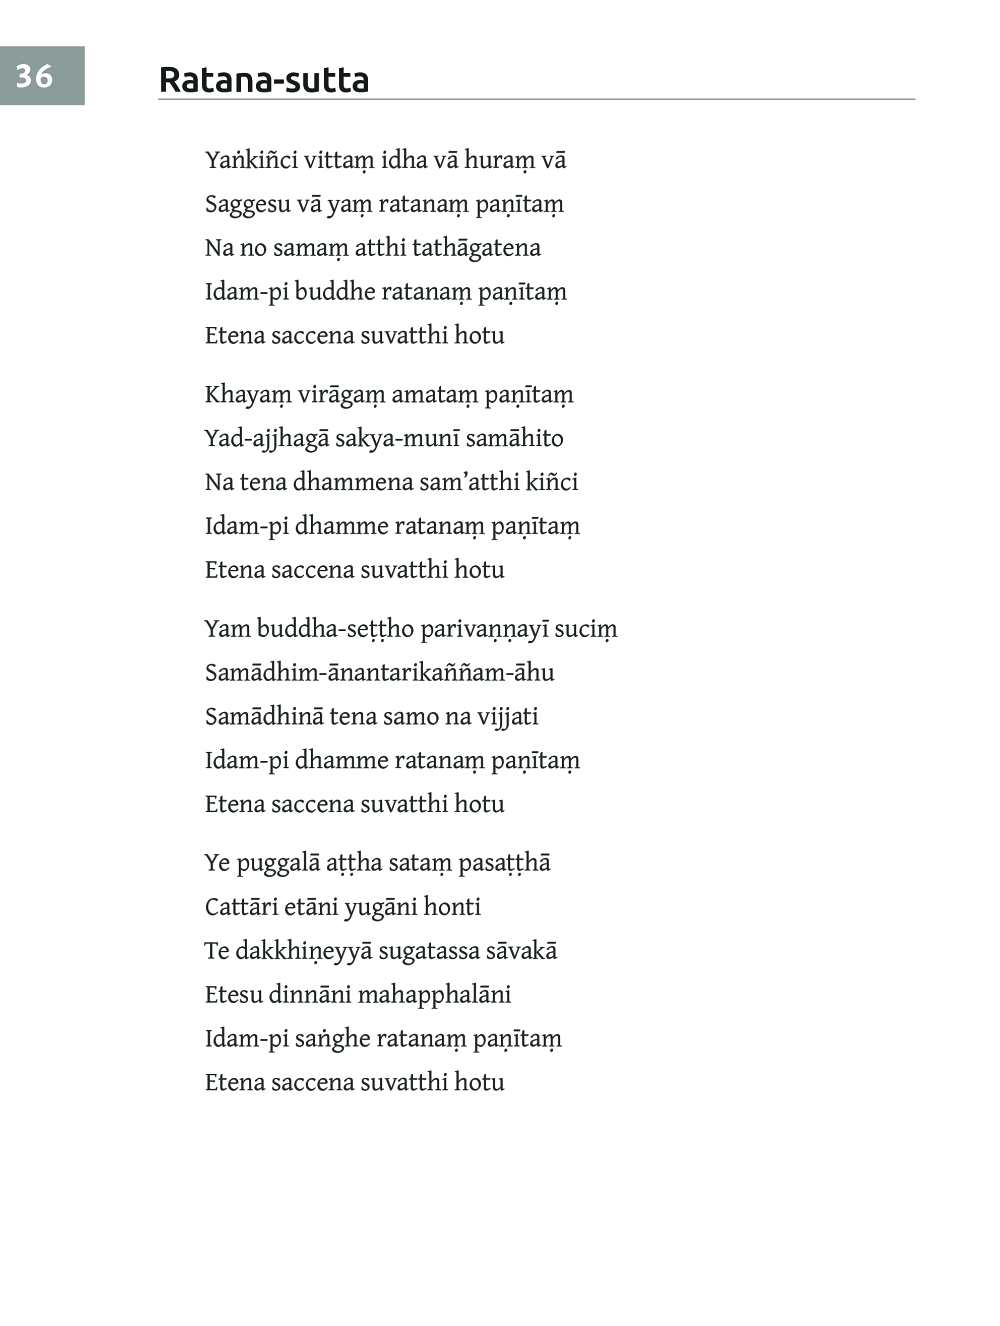 36
Ratana-sutta
Yaṅkiñci vittaṃ idha vā huraṃ vā
Saggesu vā yaṃ ratanaṃ paṇītaṃ
Na no samaṃ atthi tathāgatena
Idam-pi buddhe ratanaṃ paṇītaṃ
Etena saccena suvatthi hotu
Khayaṃ virāgaṃ amataṃ paṇītaṃ
Yad-ajjhagā sakya-munī samāhito
Na tena dhammena sam’atthi kiñci
Idam-pi dhamme ratanaṃ paṇītaṃ
Etena saccena suvatthi hotu
Yam buddha-seṭṭho parivaṇṇayī suciṃ
Samādhim-ānantarikaññam-āhu
Samādhinā tena samo na vijjati
Idam-pi dhamme ratanaṃ paṇītaṃ
Etena saccena suvatthi hotu
Ye puggalā aṭṭha sataṃ pasaṭṭhā
Cattāri etāni yugāni honti
Te dakkhiṇeyyā sugatassa sāvakā
Etesu dinnāni mahapphalāni
Idam-pi saṅghe ratanaṃ paṇītaṃ
Etena saccena suvatthi hotu